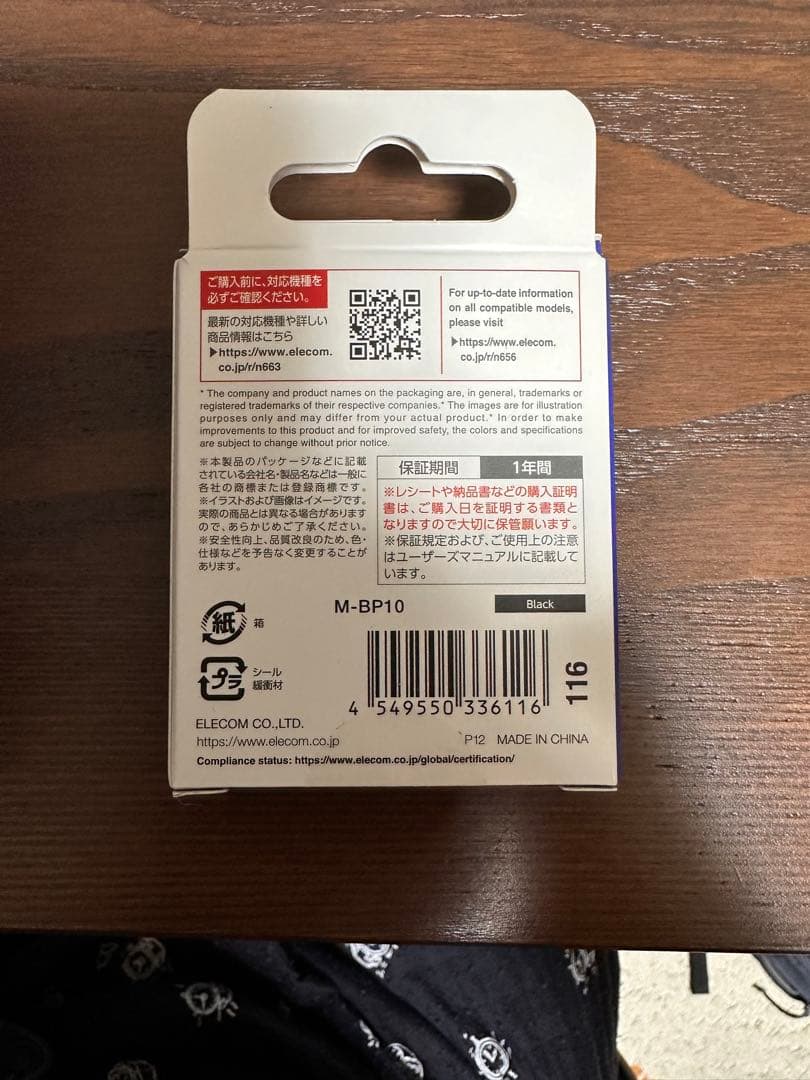 ご購入前に、対応機種を
必ずご確認ください。
最新の対応機種や詳しい
商品情報はこちら
▶https://www.elecom.
co.jp/r/n663
For up-to-date information
on all compatible models,
please visit
▶https://www.elecom.
co.jp/r/n656
* The company and product names on the packaging are, in general, trademarks or
registered trademarks of their respective companies.* The images are for illustration
purposes only and may differ from your actual product.* In order to make
improvements to this product and for improved safety, the colors and specifications
are subject to change without prior notice.
※本製品のパッケージなどに記載
されている会社名・製品名などは一般に
各社の商標または登録商標です。
※イラストおよび画像はイメージです。
実際の商品とは異なる場合があります
ので、あらかじめご了承ください。
※安全性向上、品質改良のため、色・
仕様などを予告なく変更することが
あります。
保証期間 1年間
※レシートや納品書などの購入証明
書は、ご購入日を証明する書類と
なりますので大切に保管願います。
※保証規定および、ご使用上の注意
はユーザーズマニュアルに記載して
います。
M-BP10 Black
紙 箱
プラ シール
緩衝材
4 549550 336116
116
ELECOM CO.,LTD.
https://www.elecom.co.jp
P12 MADE IN CHINA
Compliance status: https://www.elecom.co.jp/global/certification/